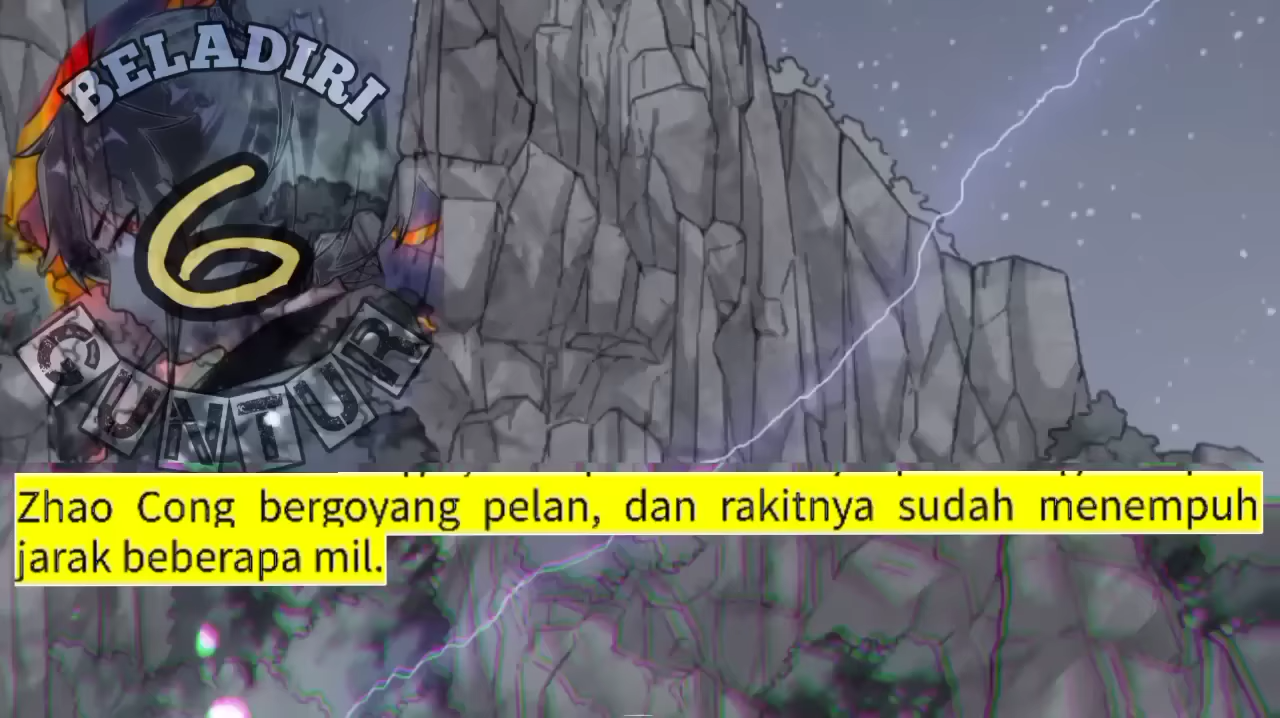 BELADIRI
6
GUNTUR
Zhao Cong bergoyang pelan, dan rakitnya sudah menempuh
jarak beberapa mil.